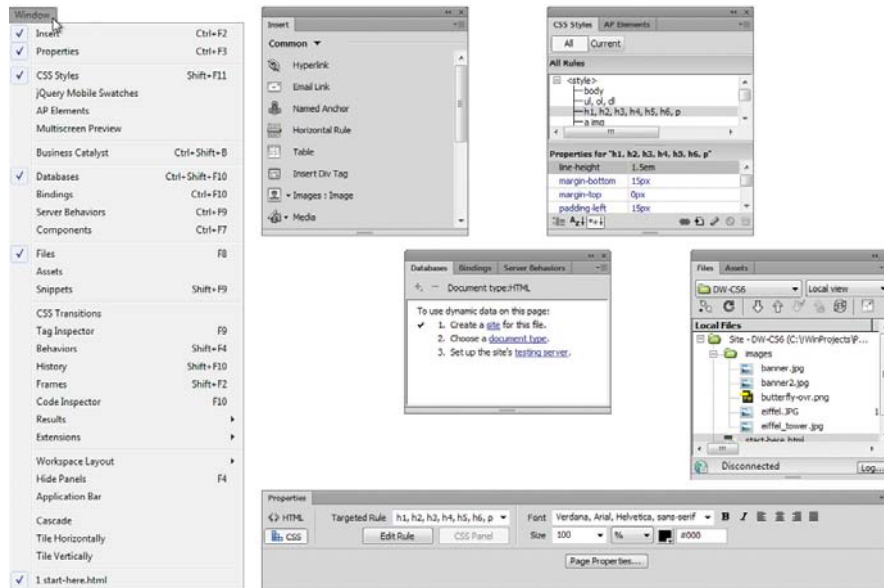 Window
Insert Ctrl+F2
Properties Ctrl+F3
CSS Styles Shift+F11
jQuery Mobile Swatches
AP Elements
Multiscreen Preview
Business Catalyst Ctrl+Shift+B
Databases Ctrl+Shift+F10
Bindings Ctrl+F10
Server Behaviors Ctrl+F9
Components Ctrl+F7
Files F8
Assets
Snippets Shift+F9
CSS Transitions
Tag Inspector F9
Behaviors Shift+F4
History Shift+F10
Frames Shift+F2
Code Inspector F10
Results
Extensions
Workspace Layout
Hide Panels F4
Application Bar
Cascade
Tile Horizontally
Tile Vertically
1 start-here.html
Insert
Common
Hyperlink
Email Link
Named Anchor
Horizontal Rule
Table
Insert Div Tag
Images : Image
Media
CSS Styles AP Elements
All Current
All Rules
<style>
body
ul, ol, dl
h1, h2, h3, h4, h5, h6, p
a img
Properties for "h1, h2, h3, h4, h5, h6, p"
line-height 1.5em
margin-bottom 15px
margin-top 0px
padding-left 15px
Databases Bindings Server Behaviors
Document type:HTML
To use dynamic data on this page:
1. Create a site for this file.
2. Choose a document type.
3. Set up the site's testing server.
Files Assets
DW-CS6 Local view
Local Files
Site - DW-CS6 (C:\WinProjects\P...
images
banner.jpg
banner2.jpg
butterfly-ovr.png
eiffel.JPG 1
eiffel_tower.jpg
start-here.html
Disconnected Log...
Properties
<> HTML Targeted Rule h1, h2, h3, h4, h5, h6, p Font Verdana, Arial, Helvetica, sans-serif B I
CSS Edit Rule CSS Panel Size 100 % #000
Page Properties...